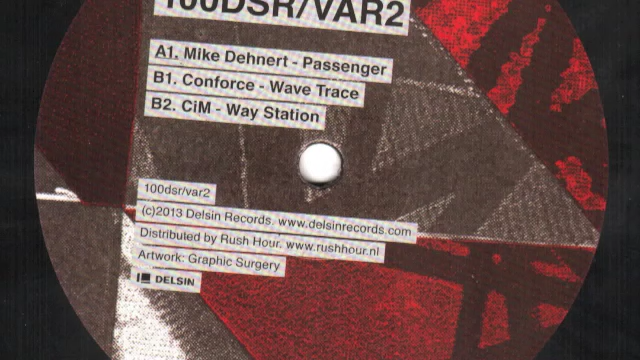 100DSR/VAR2
A1. Mike Dehnert - Passenger
B1. Conforce - Wave Trace
B2. CiM - Way Station
100dsr/var2
(c)2013 Delsin Records. www.delsinrecords.com
Distributed by Rush Hour. www.rushhour.nl
Artwork: Graphic Surgery
DELSIN